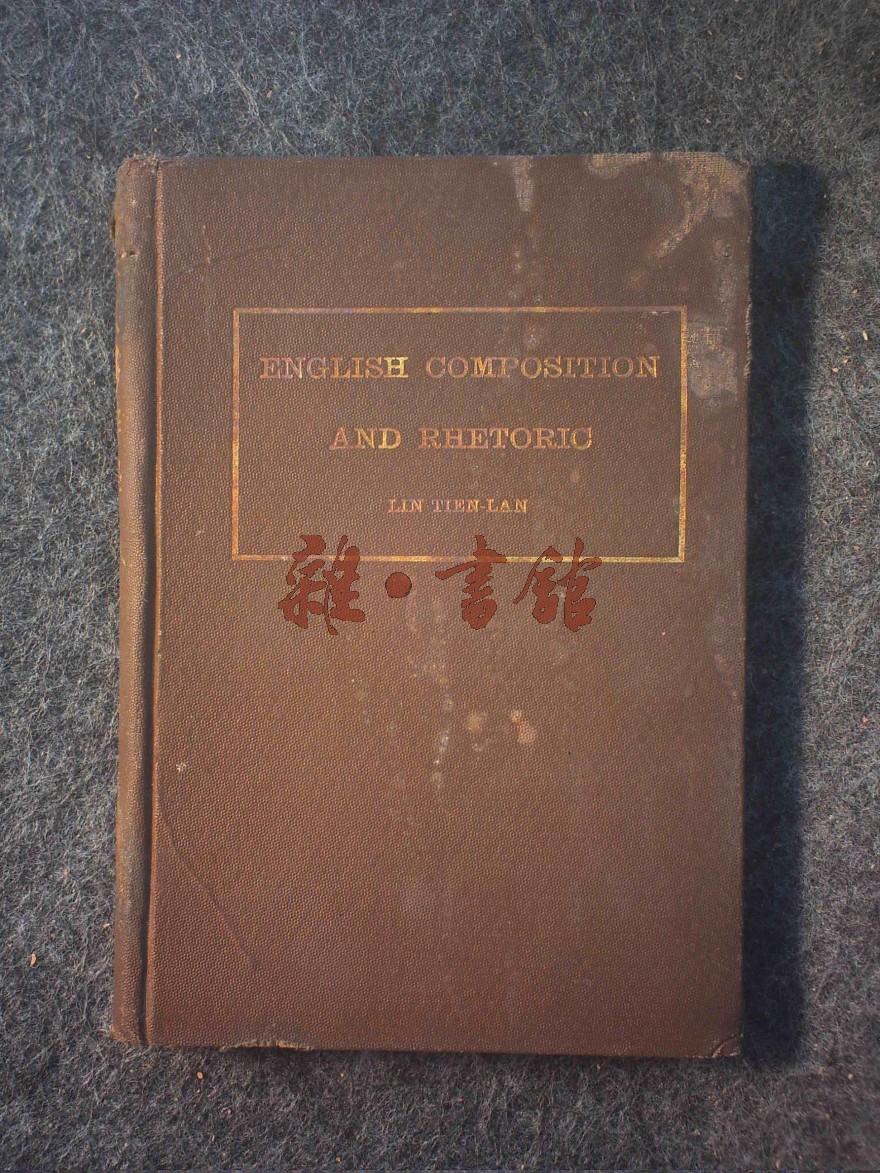 ENGLISH COMPOSITION
AND RHETORIC
LIN TIEN-LAN
雜·書館